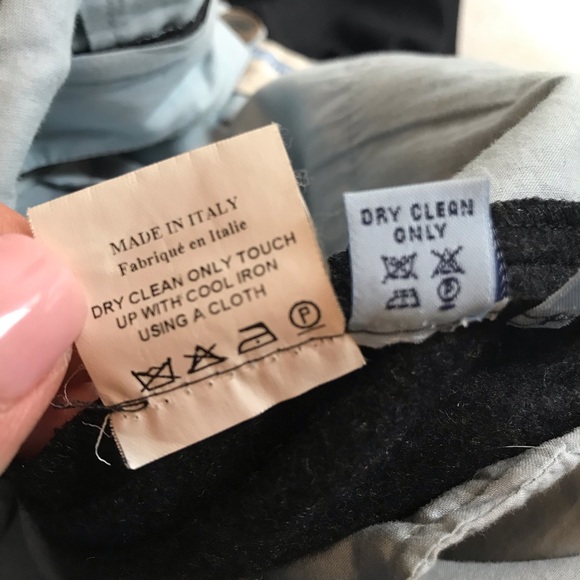 MADE IN ITALY
Fabriqué en Italie
DRY CLEAN ONLY TOUCH
UP WITH COOL IRON
USING A CLOTH
P
DRY CLEAN
ONLY
P